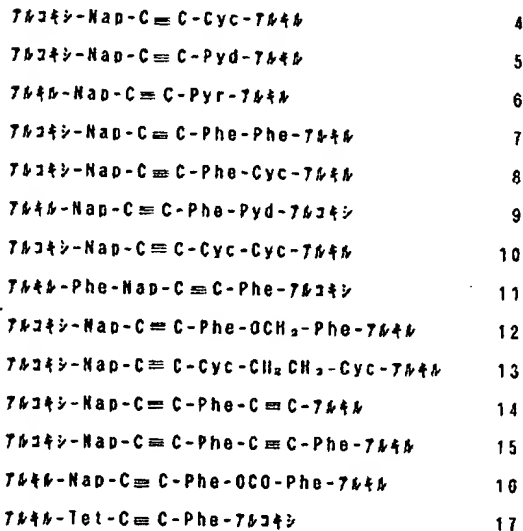 アルコキシ-Nap-C≡C-Cyc-アルキル 4
アルコキシ-Nap-C≡C-Pyd-アルキル 5
アルキル-Nap-C≡C-Pyr-アルキル 6
アルコキシ-Nap-C≡C-Phe-Phe-アルキル 7
アルコキシ-Nap-C≡C-Phe-Cyc-アルキル 8
アルキル-Nap-C≡C-Phe-Pyd-アルコキシ 9
アルコキシ-Nap-C≡C-Cyc-Cyc-アルキル 10
アルキル-Phe-Nap-C≡C-Phe-アルコキシ 11
アルコキシ-Nap-C≡C-Phe-OCH₂-Phe-アルキル 12
アルコキシ-Nap-C≡C-Cyc-CH₂CH₂-Cyc-アルキル 13
アルコキシ-Nap-C≡C-Phe-C≡C-アルキル 14
アルコキシ-Nap-C≡C-Phe-C≡C-Phe-アルキル 15
アルキル-Nap-C≡C-Phe-OCO-Phe-アルキル 16
アルキル-Tet-C≡C-Phe-アルコキシ 17